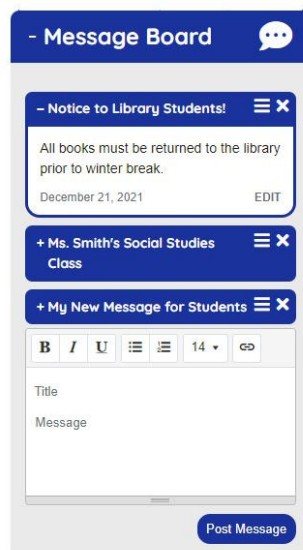 - Message Board
– Notice to Library Students!
All books must be returned to the library
prior to winter break.
December 21, 2021 EDIT
+ Ms. Smith's Social Studies
Class
+ My New Message for Students
B I U 14
Title
Message
Post Message